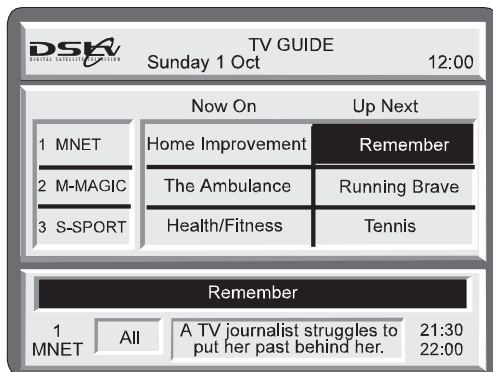 DStv TV GUIDE
DIGITAL SATELLITE TELEVISION
Sunday 1 Oct 12:00
Now On Up Next
1 MNET Home Improvement Remember
2 M-MAGIC The Ambulance Running Brave
3 S-SPORT Health/Fitness Tennis
Remember
1 MNET All A TV journalist struggles to 21:30
put her past behind her. 22:00